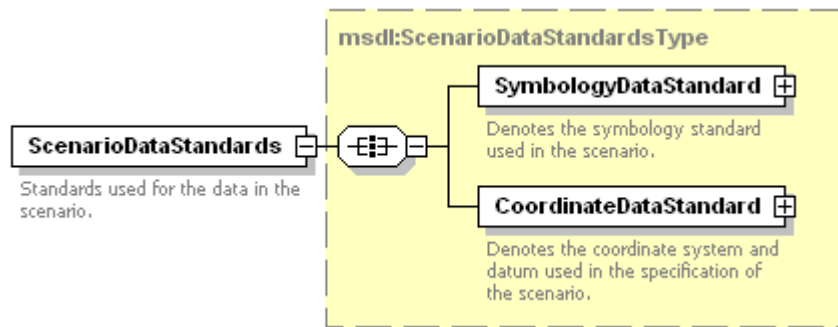 msdl:ScenarioDataStandardsType
SymbologyDataStandard
Denotes the symbology standard
used in the scenario.
ScenarioDataStandards
Standards used for the data in the
scenario.
CoordinateDataStandard
Denotes the coordinate system and
datum used in the specification of
the scenario.